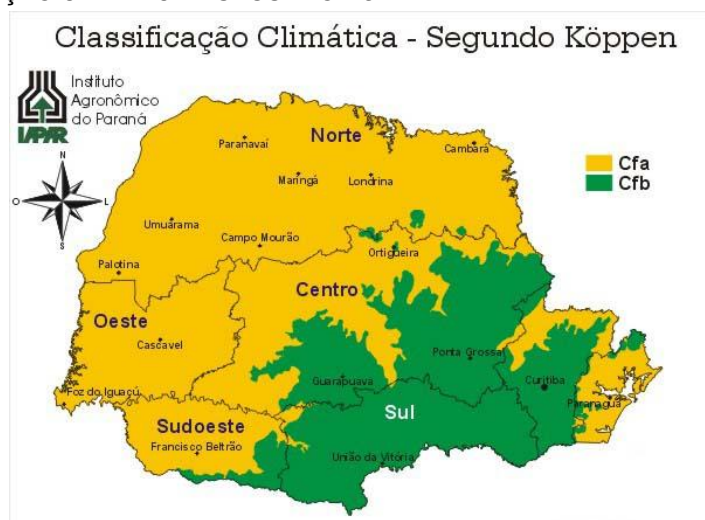 Classificação Climática - Segundo Köppen
Instituto
Agronômico
do Paraná
IAPAR
N
O
L
S
Cfa
Cfb
Norte
Paranavaí
Cambará
Maringá
Londrina
Umuarama
Campo Mourão
Ortigueira
Palotina
Centro
Oeste
Cascavel
Ponta Grossa
Guarapuava
Curitiba
Foz do Iguaçú
Paranaguá
Sudoeste
Sul
Francisco Beltrão
União da Vitória